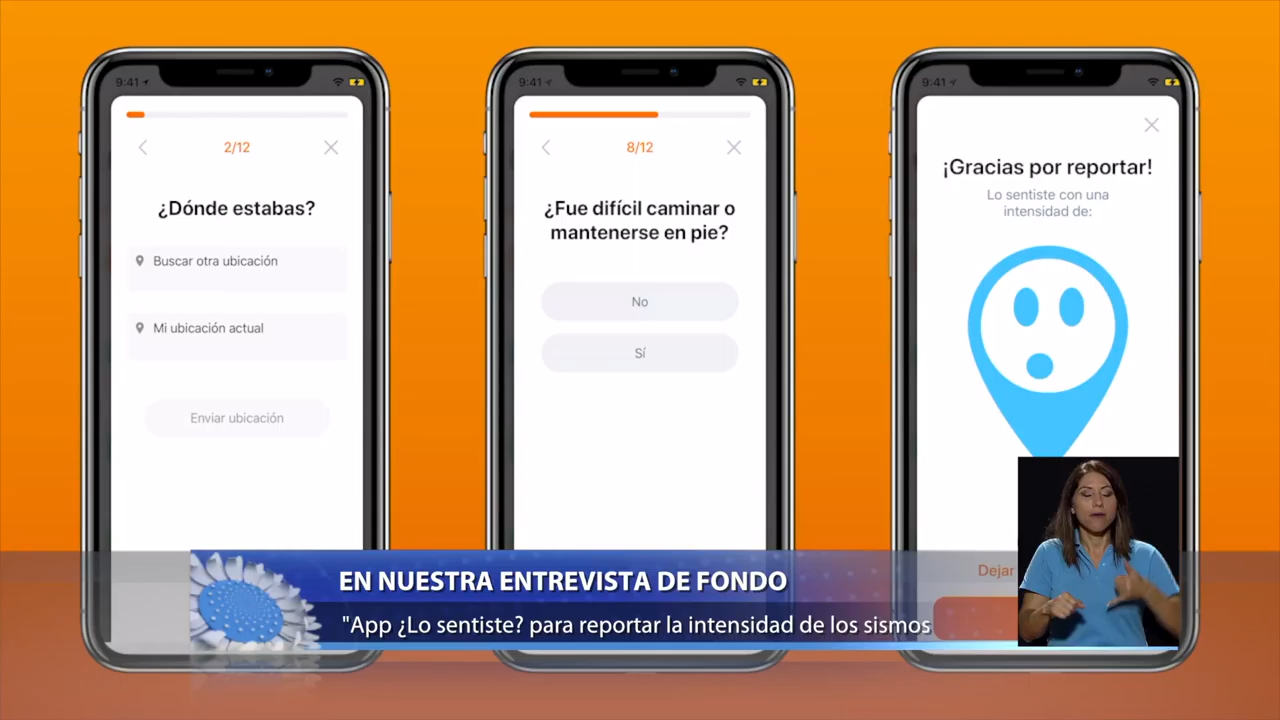 9:41
2/12
¿Dónde estabas?
Buscar otra ubicación
Mi ubicación actual
Enviar ubicación
9:41
8/12
¿Fue difícil caminar o
mantenerse en pie?
No
Sí
9:41
¡Gracias por reportar!
Lo sentiste con una
intensidad de:
Dejar
EN NUESTRA ENTREVISTA DE FONDO
"App ¿Lo sentiste? para reportar la intensidad de los sismos